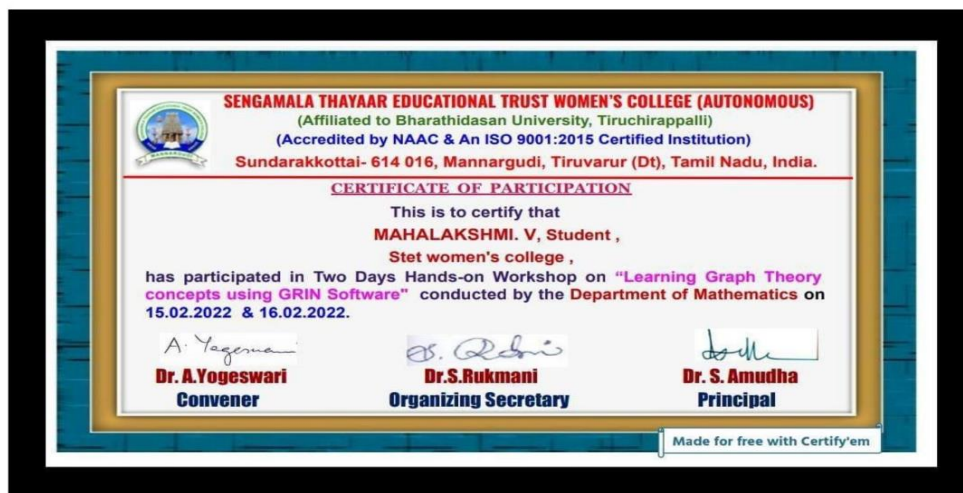 SENGAMALA THAYAAR EDUCATIONAL TRUST WOMEN'S COLLEGE (AUTONOMOUS)
(Affiliated to Bharathidasan University, Tiruchirappalli)
(Accredited by NAAC & An ISO 9001:2015 Certified Institution)
Sundarakkottai- 614 016, Mannargudi, Tiruvarur (Dt), Tamil Nadu, India.
MANNARGUDI
CERTIFICATE OF PARTICIPATION
This is to certify that
MAHALAKSHMI. V, Student ,
Stet women's college ,
has participated in Two Days Hands-on Workshop on “Learning Graph Theory
concepts using GRIN Software" conducted by the Department of Mathematics on
15.02.2022 & 16.02.2022.
Dr. A.Yogeswari
Convener
Dr.S.Rukmani
Organizing Secretary
Dr. S. Amudha
Principal
Made for free with Certify'em